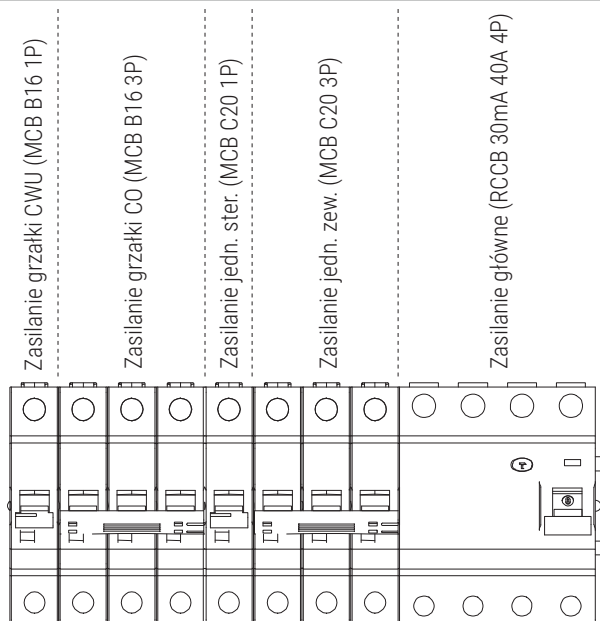 Zasilanie grzałki CWU (MCB B16 1P)
Zasilanie grzałki CO (MCB B16 3P)
Zasilanie jedn. ster. (MCB C20 1P)
Zasilanie jedn. zew. (MCB C20 3P)
Zasilanie główne (RCCB 30mA 40A 4P)
T